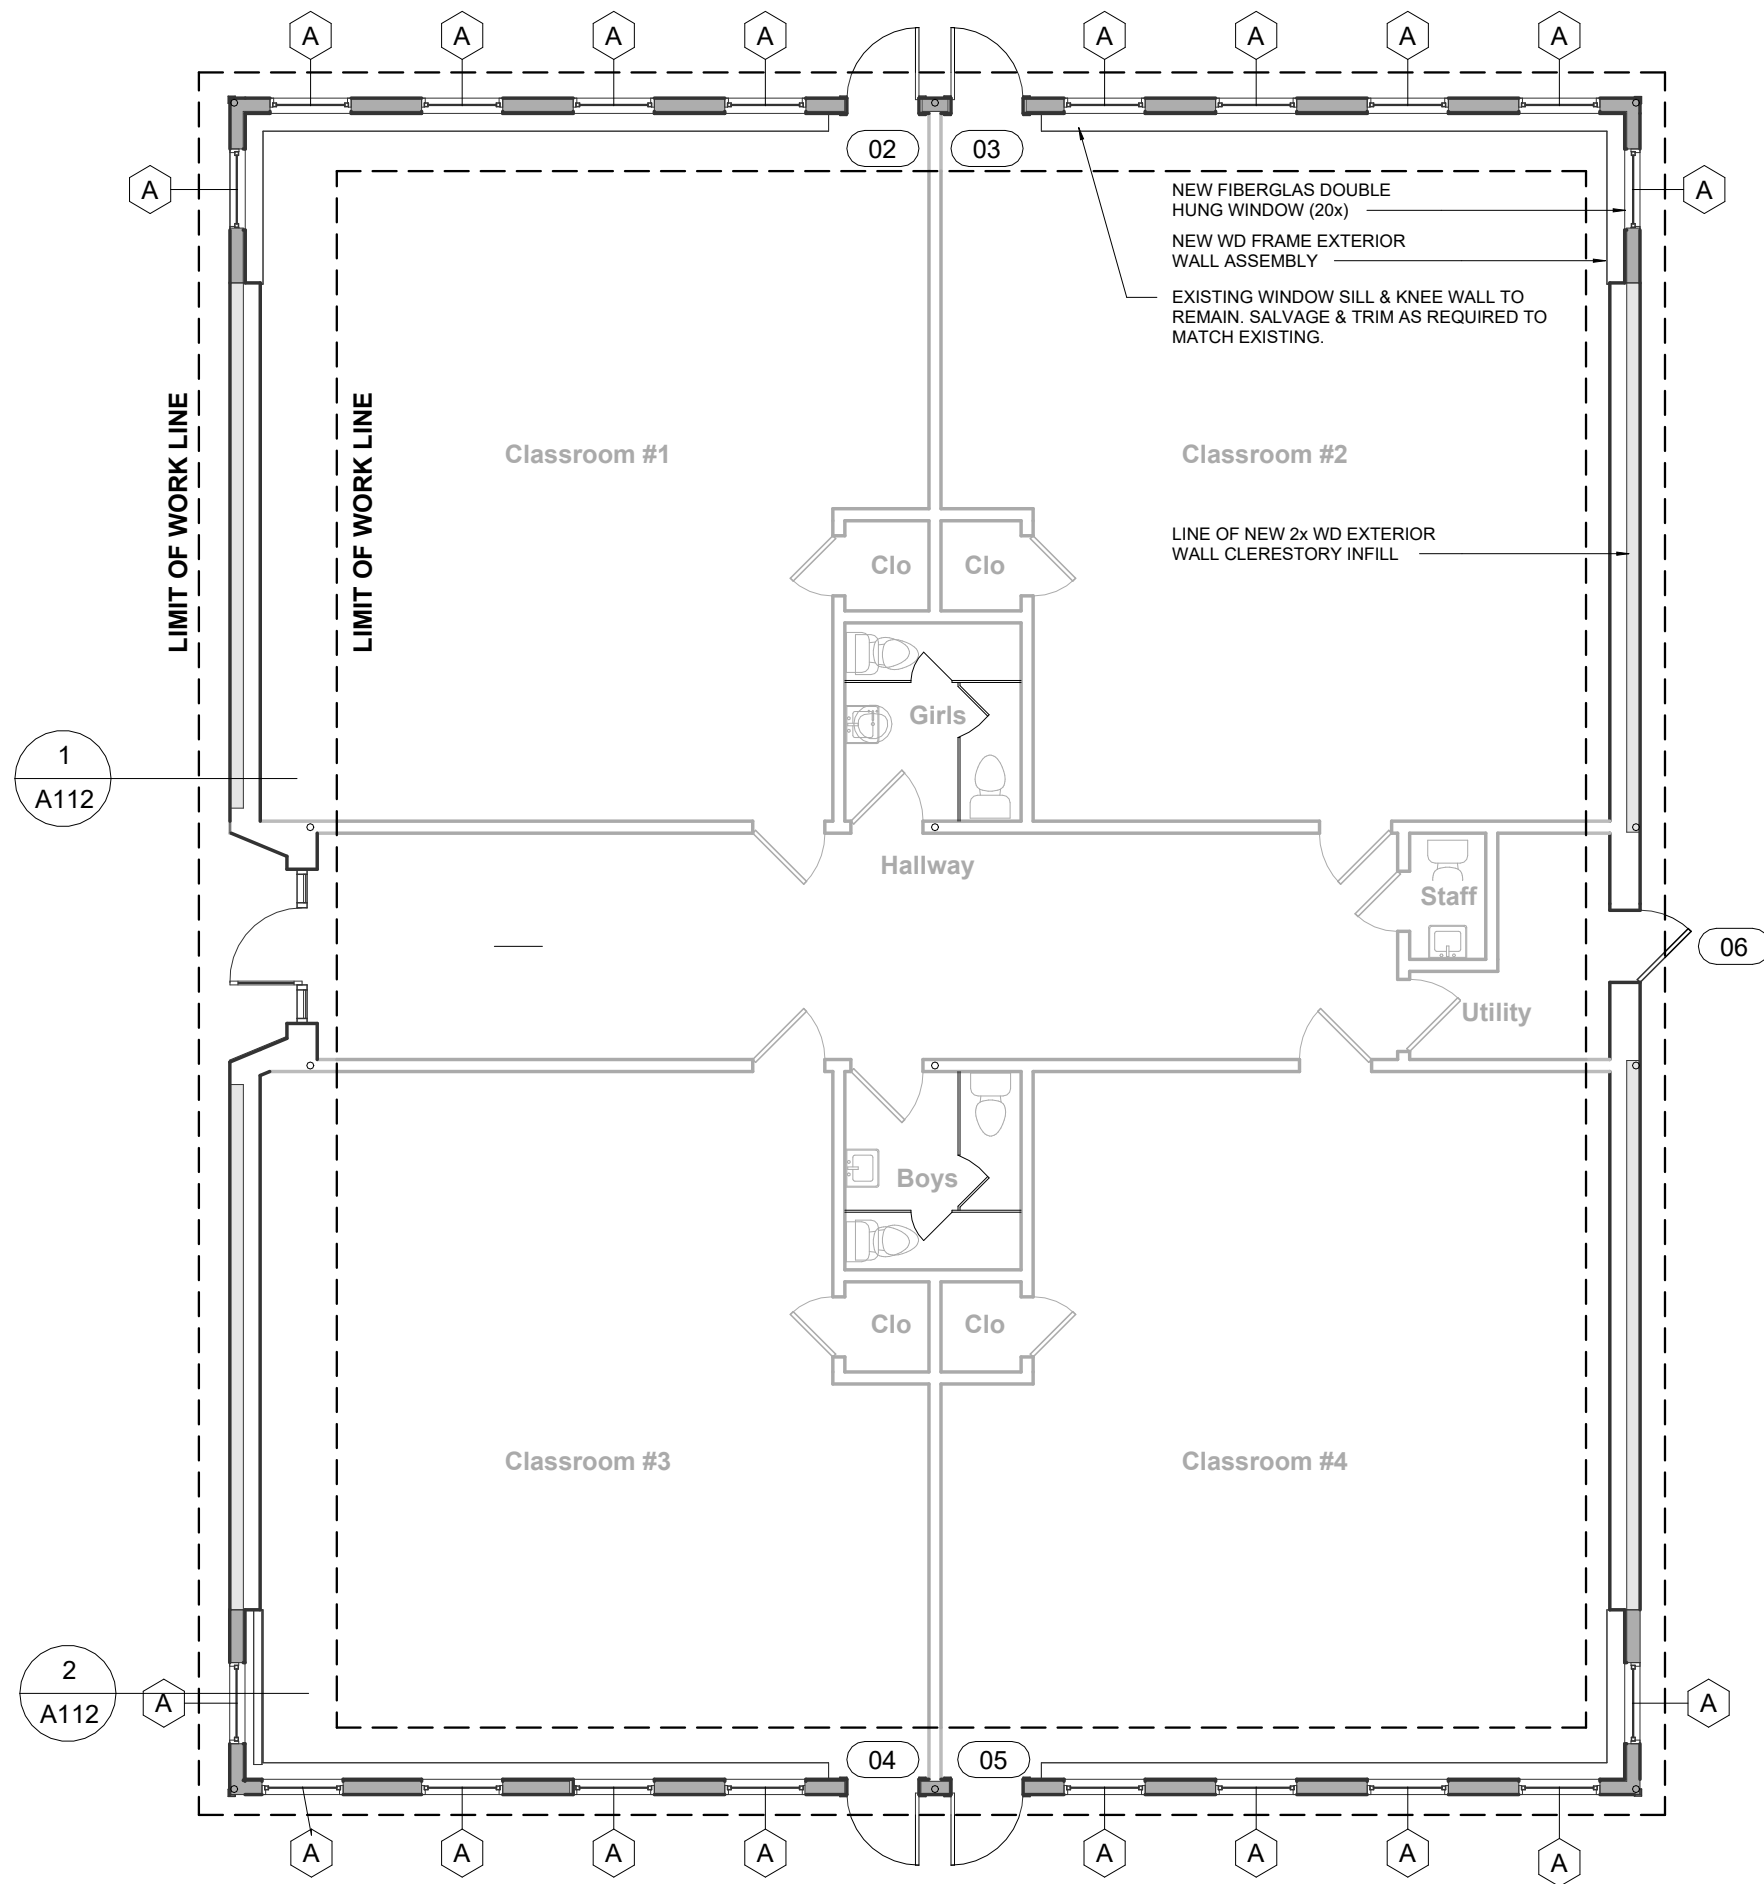 A A A A A A A A
02 03
A
A
NEW FIBERGLAS DOUBLE
HUNG WINDOW (20x)
NEW WD FRAME EXTERIOR
WALL ASSEMBLY
EXISTING WINDOW SILL & KNEE WALL TO
REMAIN. SALVAGE & TRIM AS REQUIRED TO
MATCH EXISTING.
LIMIT OF WORK LINE
LIMIT OF WORK LINE
Classroom #1
Classroom #2
LINE OF NEW 2x WD EXTERIOR
WALL CLERESTORY INFILL
Clo
Clo
Girls
1
A112
Hallway
Staff
06
Utility
Boys
Clo
Clo
Classroom #3
Classroom #4
2
A112
A
A
04 05
A A A A A A A A